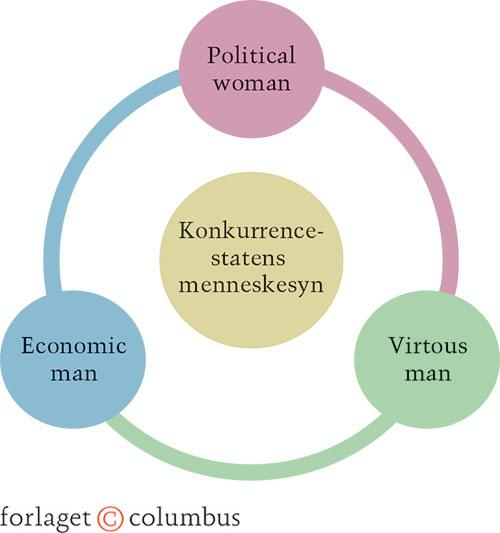 Political
woman
Konkurrence-
statens
menneskesyn
Economic
man
Virtous
man
forlaget © columbus